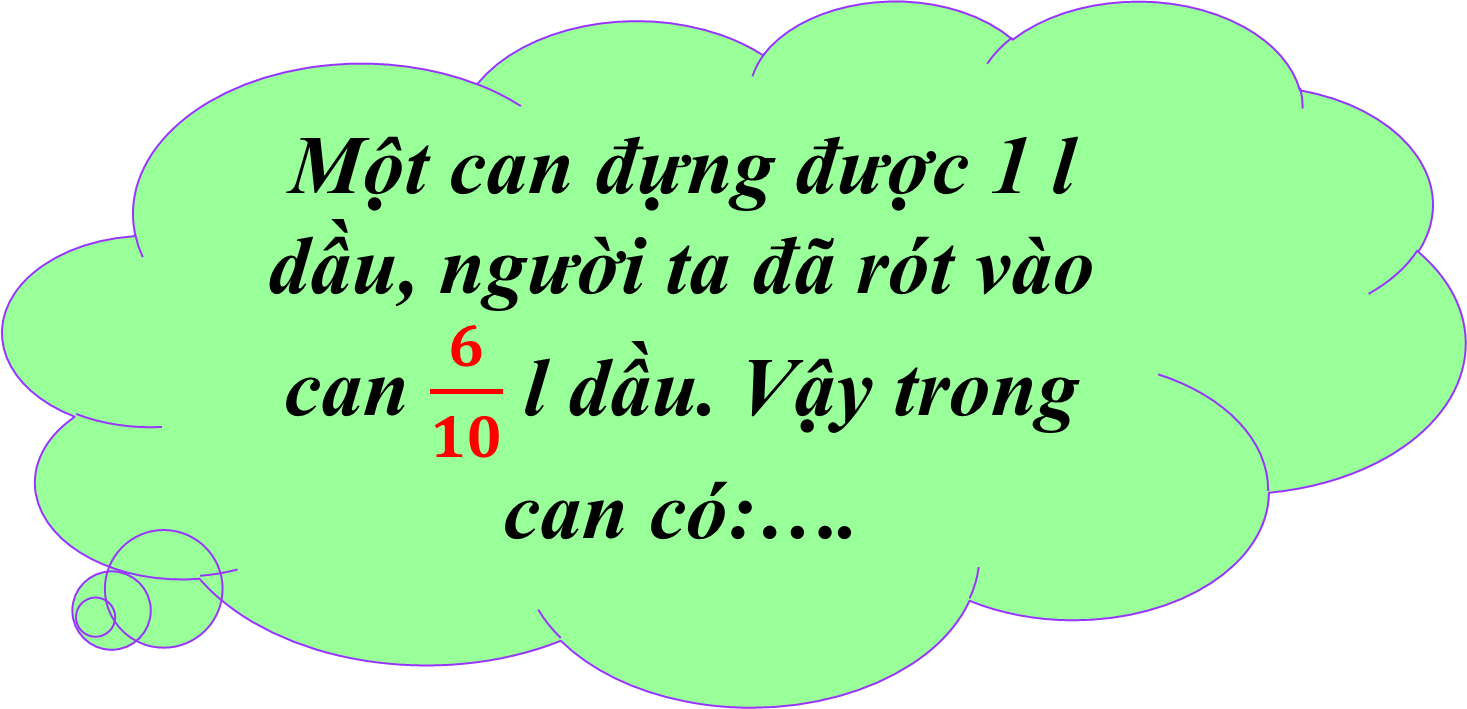 Một can đựng được 1 l
dầu, người ta đã rót vào
can 6/10 l dầu. Vậy trong
can có:....